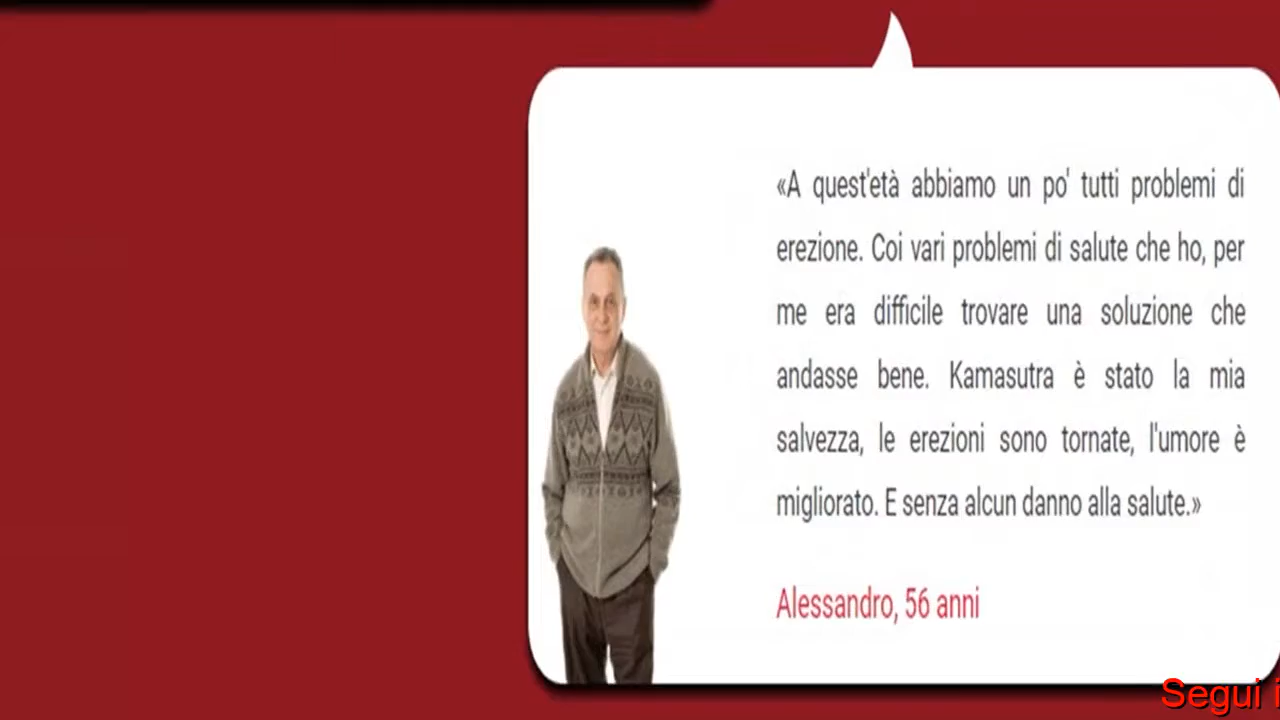 «A quest'età abbiamo un po' tutti problemi di
erezione. Coi vari problemi di salute che ho, per
me era difficile trovare una soluzione che
andasse bene. Kamasutra è stato la mia
salvezza, le erezioni sono tornate, l'umore è
migliorato. E senza alcun danno alla salute.»
Alessandro, 56 anni
Segui